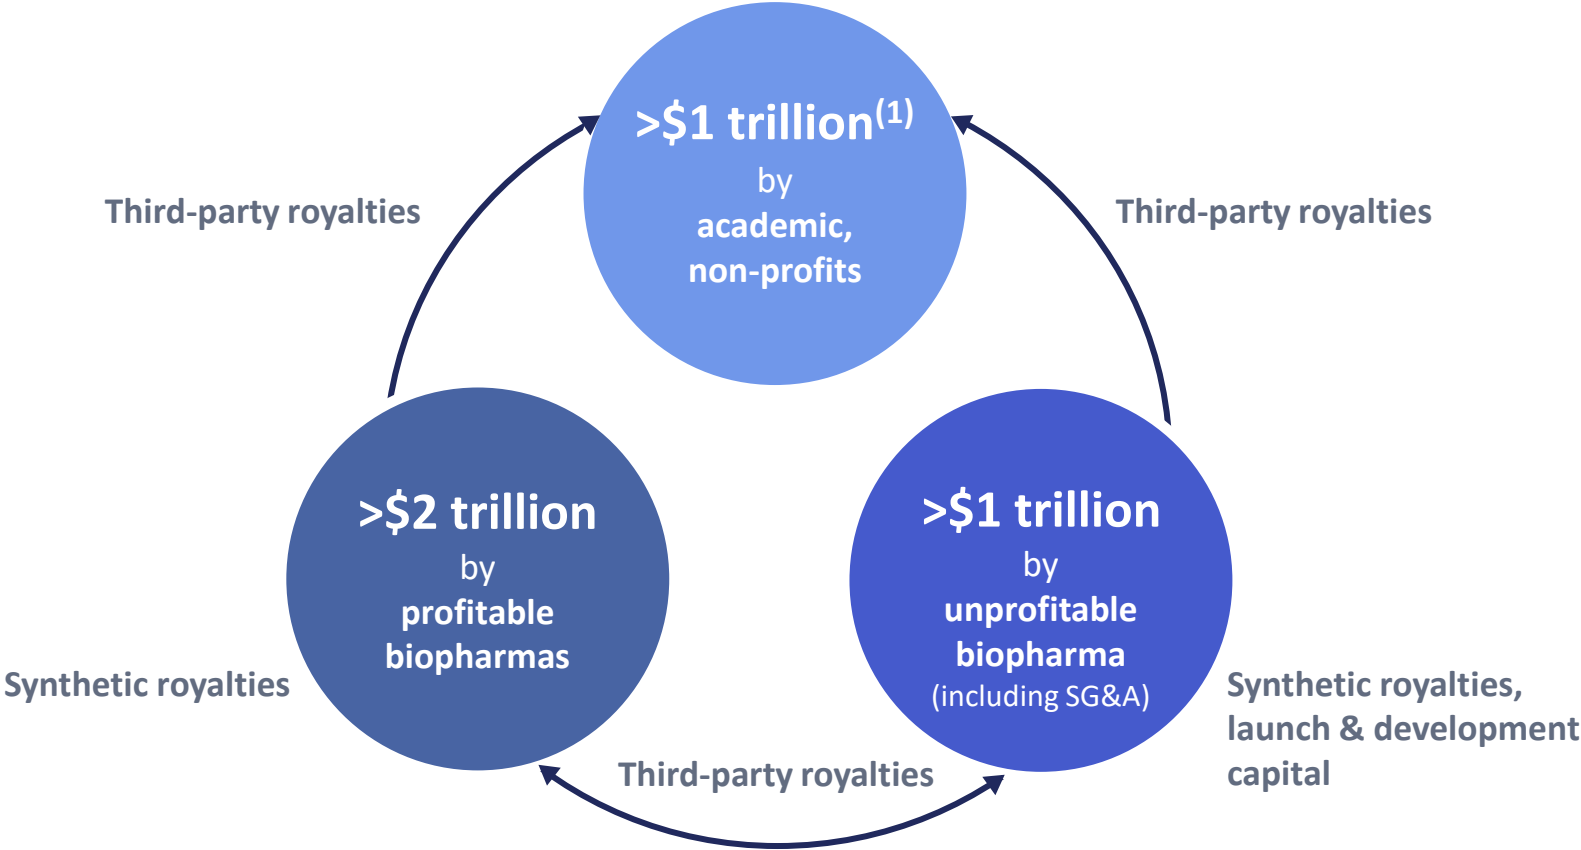 >$1 trillion(1)
by
academic,
non-profits
Third-party royalties
Third-party royalties
>$2 trillion
by
profitable
biopharmas
>$1 trillion
by
unprofitable
biopharma
(including SG&A)
Synthetic royalties
Synthetic royalties,
launch & development
capital
Third-party royalties